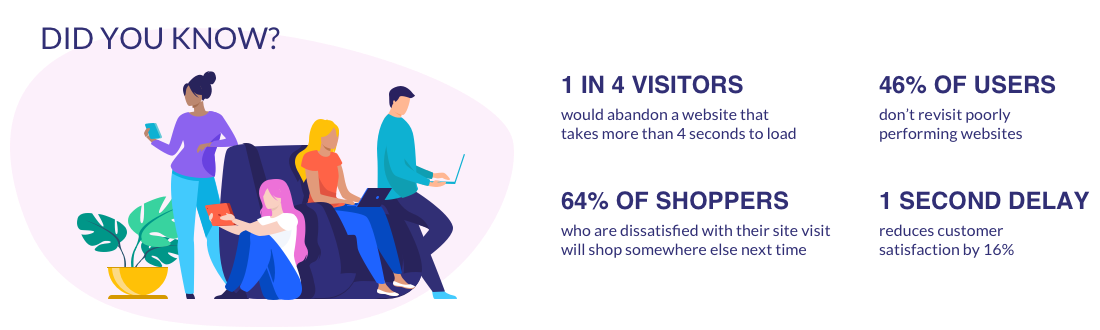 DID YOU KNOW?
1 IN 4 VISITORS
would abandon a website that
takes more than 4 seconds to load
46% OF USERS
don’t revisit poorly
performing websites
64% OF SHOPPERS
who are dissatisfied with their site visit
will shop somewhere else next time
1 SECOND DELAY
reduces customer
satisfaction by 16%